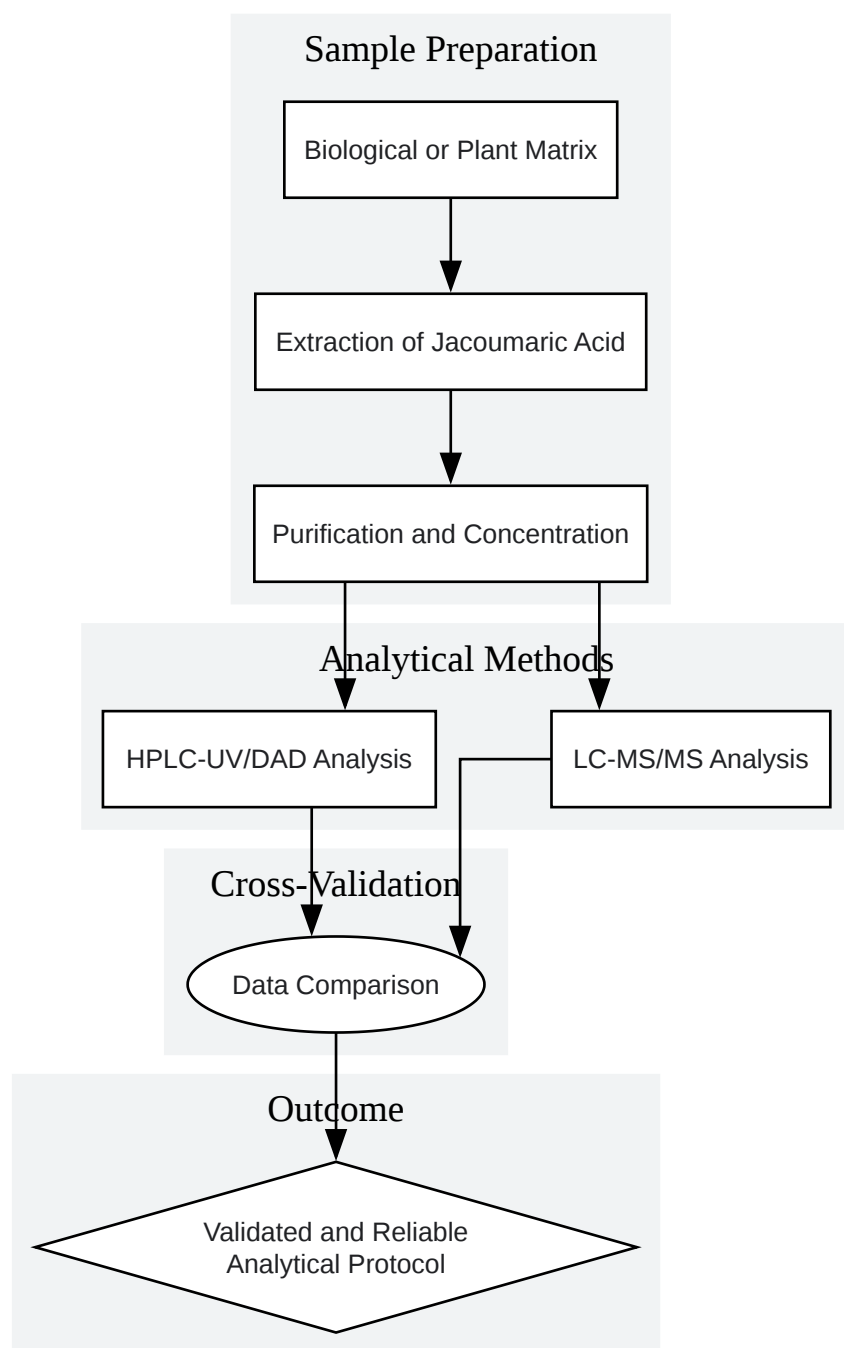 Sample Preparation
Biological or Plant Matrix
Extraction of Jacoumaric Acid
Purification and Concentration
Analytical Methods
HPLC-UV/DAD Analysis
LC-MS/MS Analysis
Cross-Validation
Data Comparison
Outcome
Validated and Reliable
Analytical Protocol